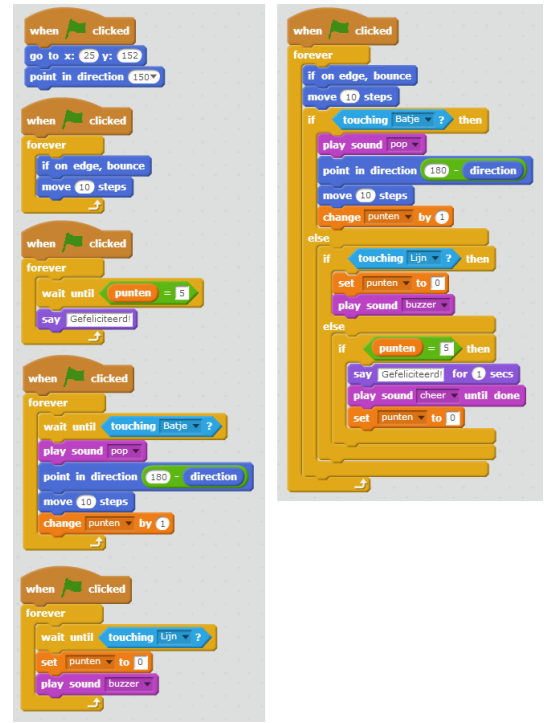 when clicked
go to x: 25 y: 152
point in direction 150
when clicked
forever
if on edge, bounce
move 10 steps
when clicked
forever
wait until punten = 5
say Gefeliciteerd!
when clicked
forever
wait until touching Batje ?
play sound pop
point in direction 180 - direction
move 10 steps
change punten by 1
when clicked
forever
wait until touching Lijn ?
set punten to 0
play sound buzzer
when clicked
forever
if on edge, bounce
move 10 steps
if touching Batje ? then
play sound pop
point in direction 180 - direction
move 10 steps
change punten by 1
else
if touching Lijn ? then
set punten to 0
play sound buzzer
else
if punten = 5 then
say Gefeliciteerd! for 1 secs
play sound cheer until done
set punten to 0